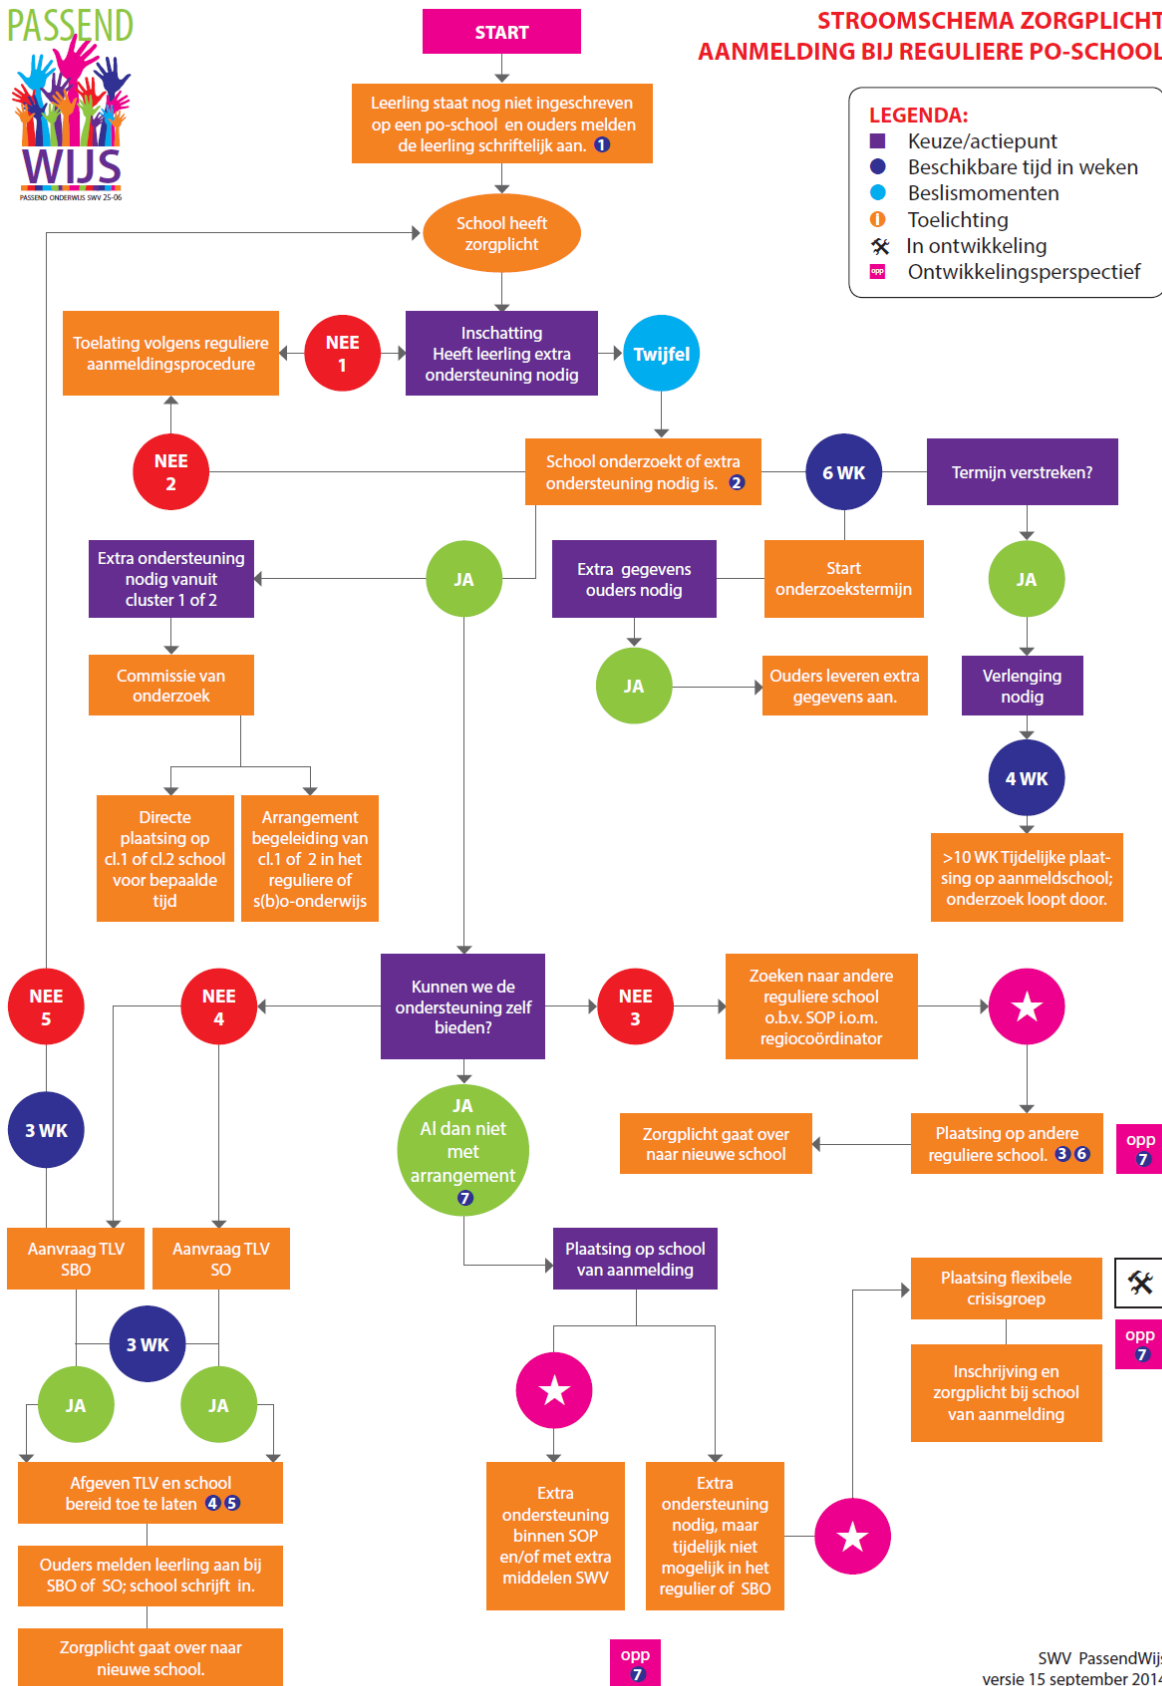 PASSEND
WIJS
PASSEND ONDERWIJS SWV 25-06
START
STROOMSCHEMA ZORGPLICHT
AANMELDING BIJ REGULIERE PO-SCHOOL
LEGENDA:
Keuze/actiepunt
Beschikbare tijd in weken
Beslismomenten
i Toelichting
In ontwikkeling
opp Ontwikkelingsperspectief
Leerling staat nog niet ingeschreven
op een po-school en ouders melden
de leerling schriftelijk aan. 1
School heeft
zorgplicht
Toelating volgens reguliere
aanmeldingsprocedure
NEE
1
Inschatting
Heeft leerling extra
ondersteuning nodig
Twijfel
NEE
2
School onderzoekt of extra
ondersteuning nodig is. 2
6 WK
Termijn verstreken?
Extra ondersteuning
nodig vanuit
cluster 1 of 2
JA
Extra gegevens
ouders nodig
Start
onderzoekstermijn
JA
Commissie van
onderzoek
JA
Ouders leveren extra
gegevens aan.
Verlenging
nodig
4 WK
Directe
plaatsing op
cl.1 of cl.2 school
voor bepaalde
tijd
Arrangement
begeleiding van
cl.1 of 2 in het
reguliere of
s(b)o-onderwijs
>10 WK Tijdelijke plaat-
sing op aanmeldschool;
onderzoek loopt door.
NEE
5
NEE
4
Kunnen we de
ondersteuning zelf
bieden?
NEE
3
Zoeken naar andere
reguliere school
o.b.v. SOP i.o.m.
regiocoördinator
3 WK
JA
Al dan niet
met
arrangement
7
Zorgplicht gaat over
naar nieuwe school
Plaatsing op andere
reguliere school. 3 6
opp
7
Aanvraag TLV
SBO
Aanvraag TLV
SO
Plaatsing op school
van aanmelding
Plaatsing flexibele
crisisgroep
opp
7
3 WK
JA
JA
Inschrijving en
zorgplicht bij school
van aanmelding
Afgeven TLV en school
bereid toe te laten 4 5
Extra
ondersteuning
binnen SOP
en/of met extra
middelen SWV
Extra
ondersteuning
nodig, maar
tijdelijk niet
mogelijk in het
regulier of SBO
Ouders melden leerling aan bij
SBO of SO; school schrijft in.
Zorgplicht gaat over naar
nieuwe school.
opp
7
SWV PassendWijs
versie 15 september 2014